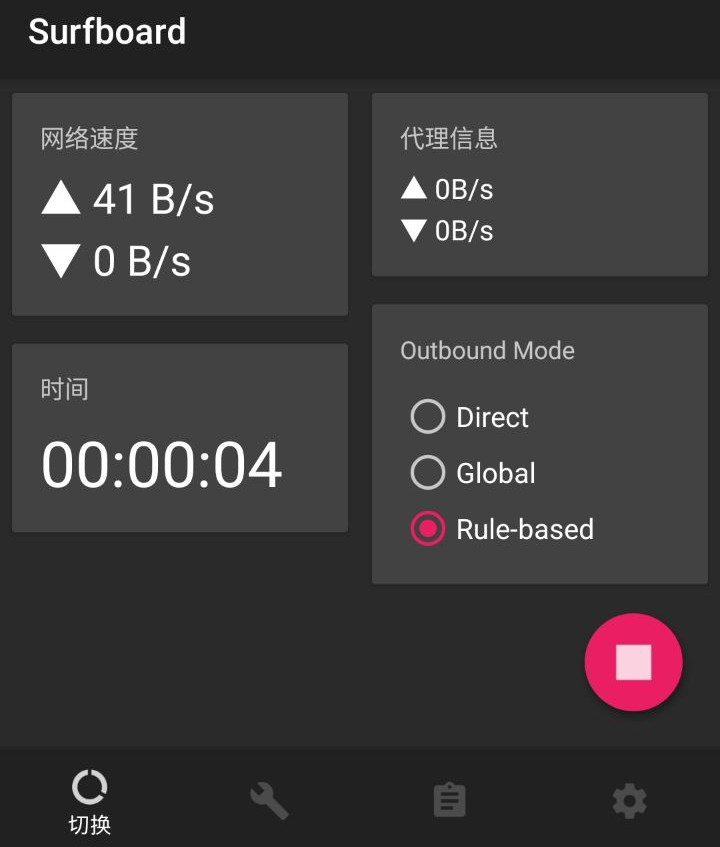 Surfboard
网络速度
▲ 41 B/s
▼ 0 B/s
时间
00:00:04
代理信息
▲ 0B/s
▼ 0B/s
Outbound Mode
Direct
Global
Rule-based
切换